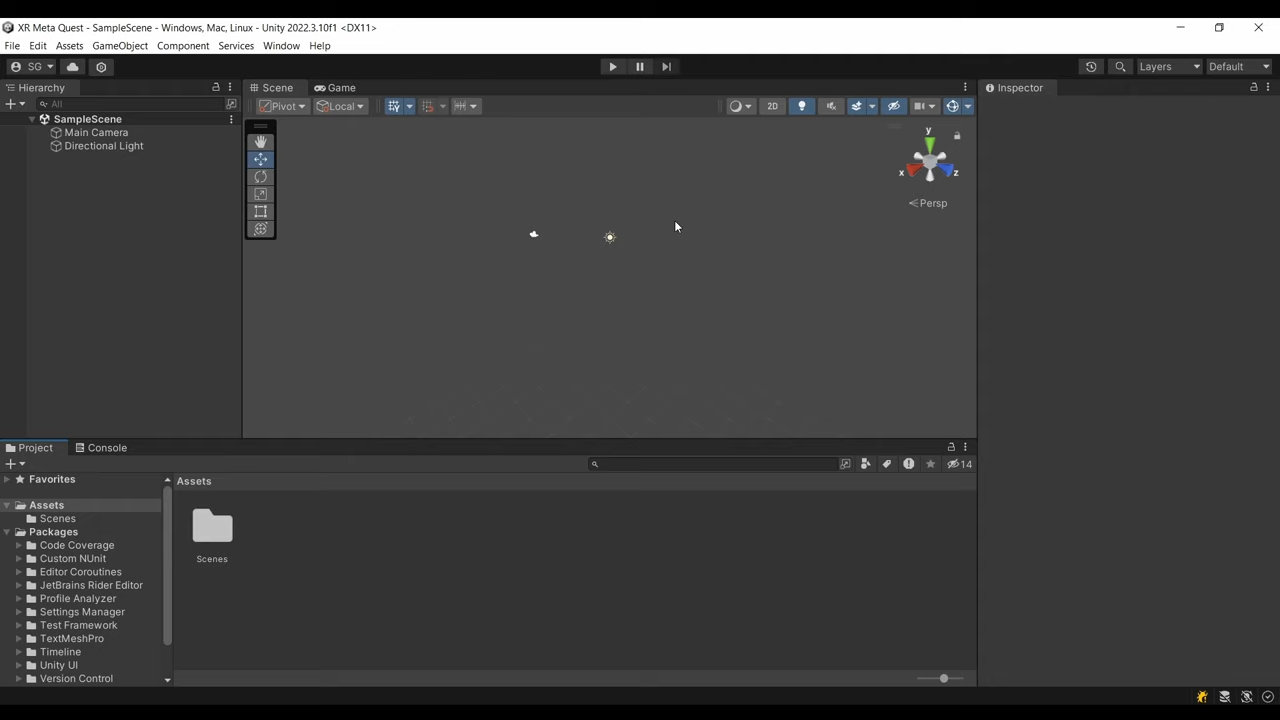 XR Meta Quest - SampleScene - Windows, Mac, Linux - Unity 2022.3.10f1 <DX11>
File Edit Assets GameObject Component Services Window Help
SG
Layers
Default
Hierarchy
All
SampleScene
Main Camera
Directional Light
Scene
Game
Pivot
Local
2D
y
x
z
Persp
Inspector
Project
Console
14
Favorites
Assets
Scenes
Packages
Code Coverage
Custom NUnit
Editor Coroutines
JetBrains Rider Editor
Profile Analyzer
Settings Manager
Test Framework
TextMeshPro
Timeline
Unity UI
Version Control
Assets
Scenes